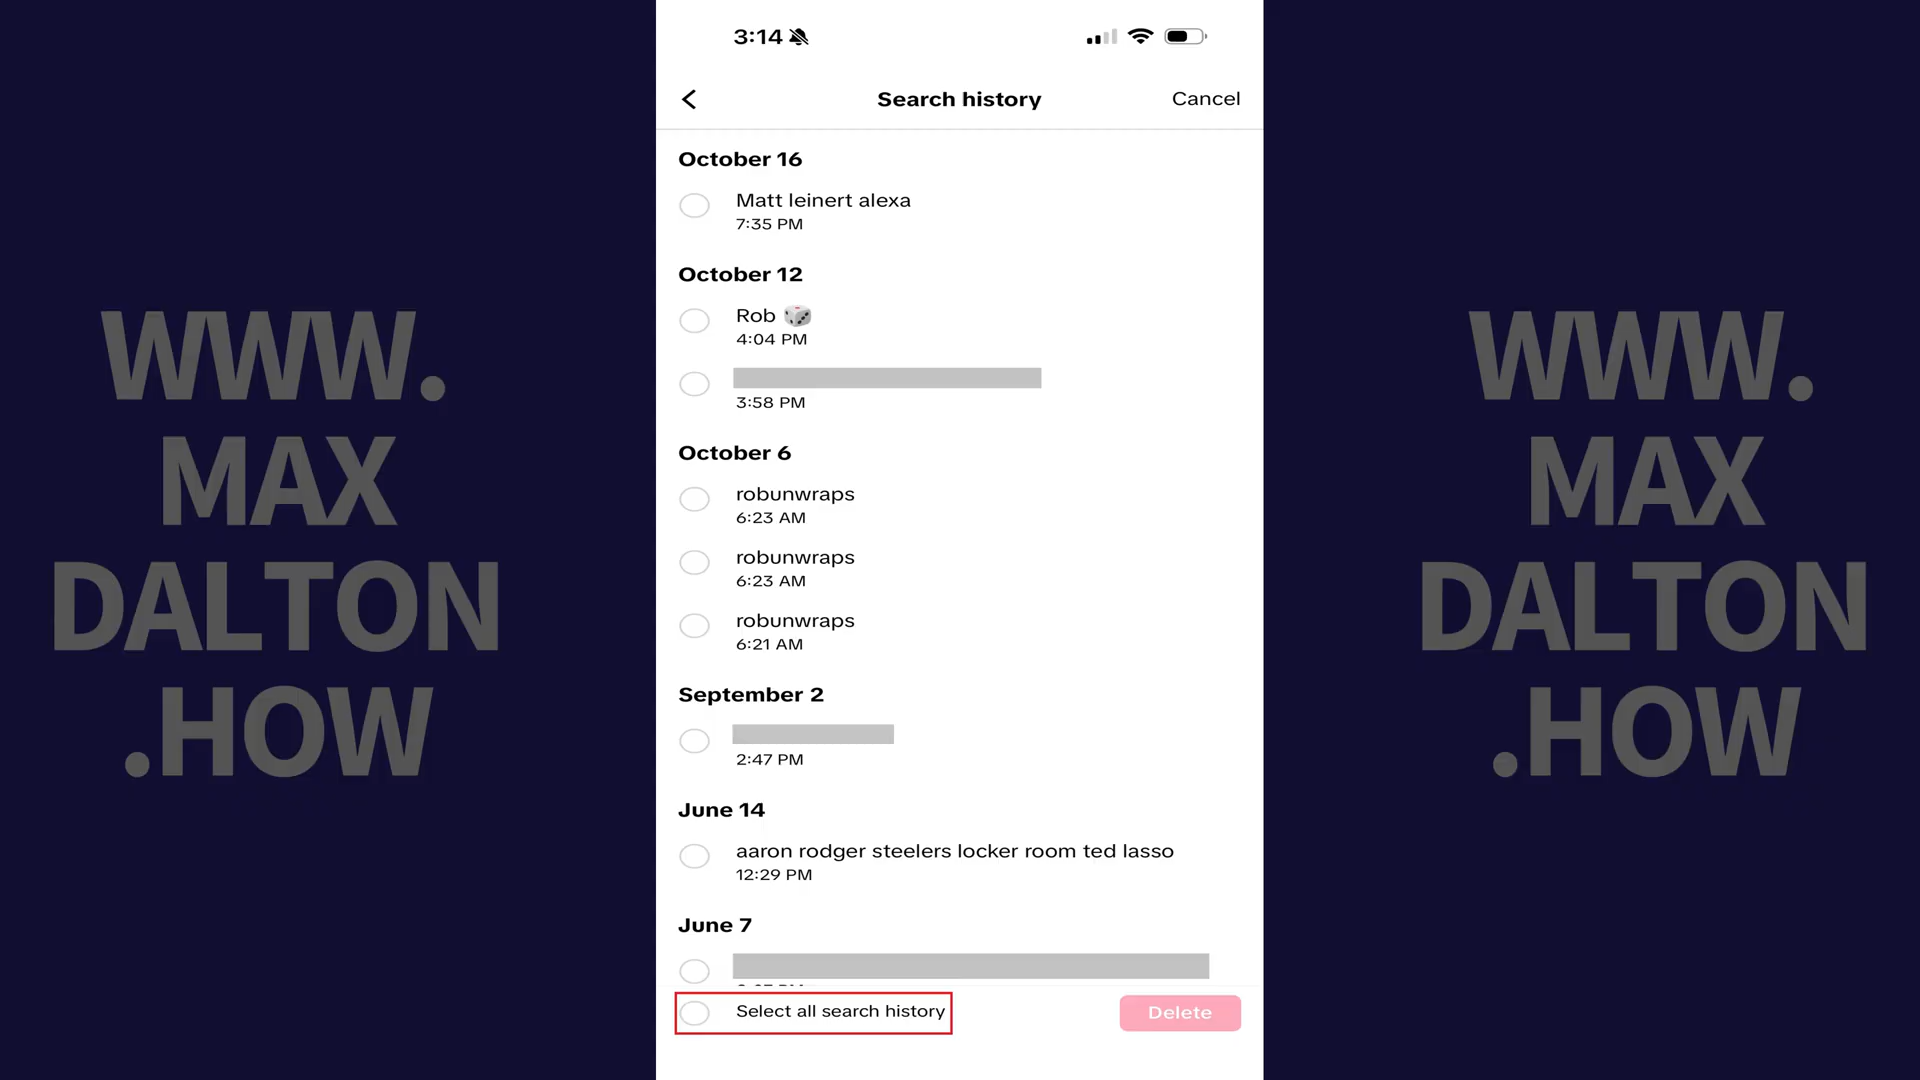 WWW.
MAX
DALTON
.HOW
3:14
Search history
Cancel
October 16
Matt leinert alexa
7:35 PM
October 12
Rob 🎲
4:04 PM
3:58 PM
October 6
robunwraps
6:23 AM
robunwraps
6:23 AM
robunwraps
6:21 AM
September 2
2:47 PM
June 14
aaron rodger steelers locker room ted lasso
12:29 PM
June 7
Select all search history
Delete
WWW.
MAX
DALTON
.HOW